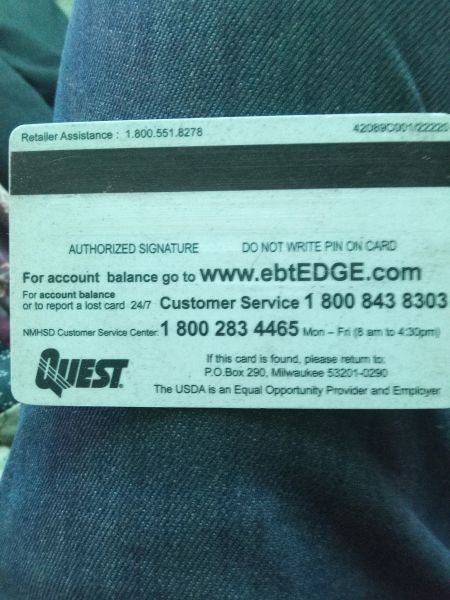 Retailer Assistance : 1.800.551.8278 42089C001/22220
AUTHORIZED SIGNATURE DO NOT WRITE PIN ON CARD
For account balance go to www.ebtEDGE.com
For account balance
or to report a lost card 24/7 Customer Service 1 800 843 8303
NMHSD Customer Service Center: 1 800 283 4465 Mon – Fri (8 am to 4:30pm)
QUEST.
If this card is found, please return to:
P.O.Box 290, Milwaukee 53201-0290
The USDA is an Equal Opportunity Provider and Employer